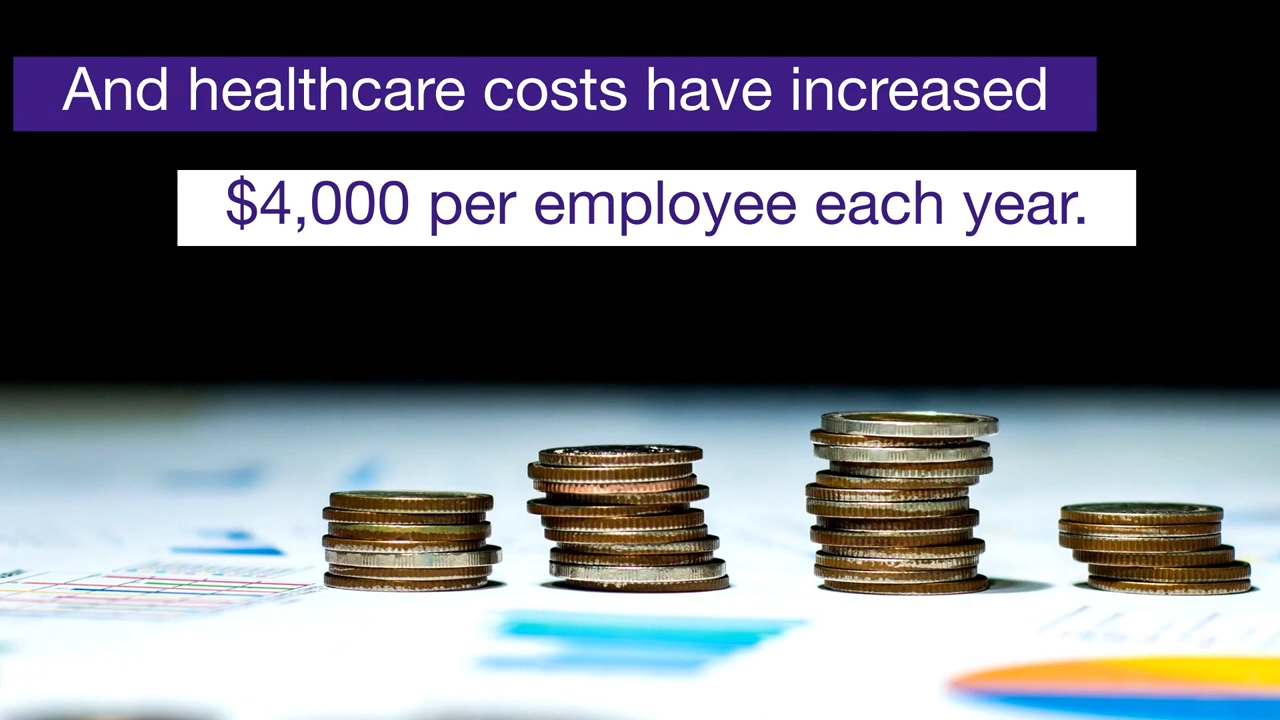 And healthcare costs have increased
$4,000 per employee each year.